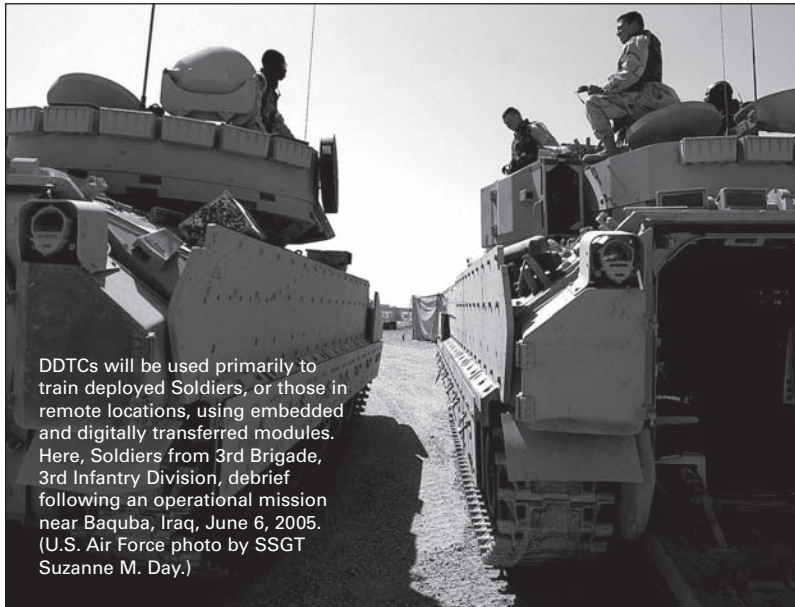 DDTCs will be used primarily to
train deployed Soldiers, or those in
remote locations, using embedded
and digitally transferred modules.
Here, Soldiers from 3rd Brigade,
3rd Infantry Division, debrief
following an operational mission
near Baquba, Iraq, June 6, 2005.
(U.S. Air Force photo by SSGT
Suzanne M. Day.)